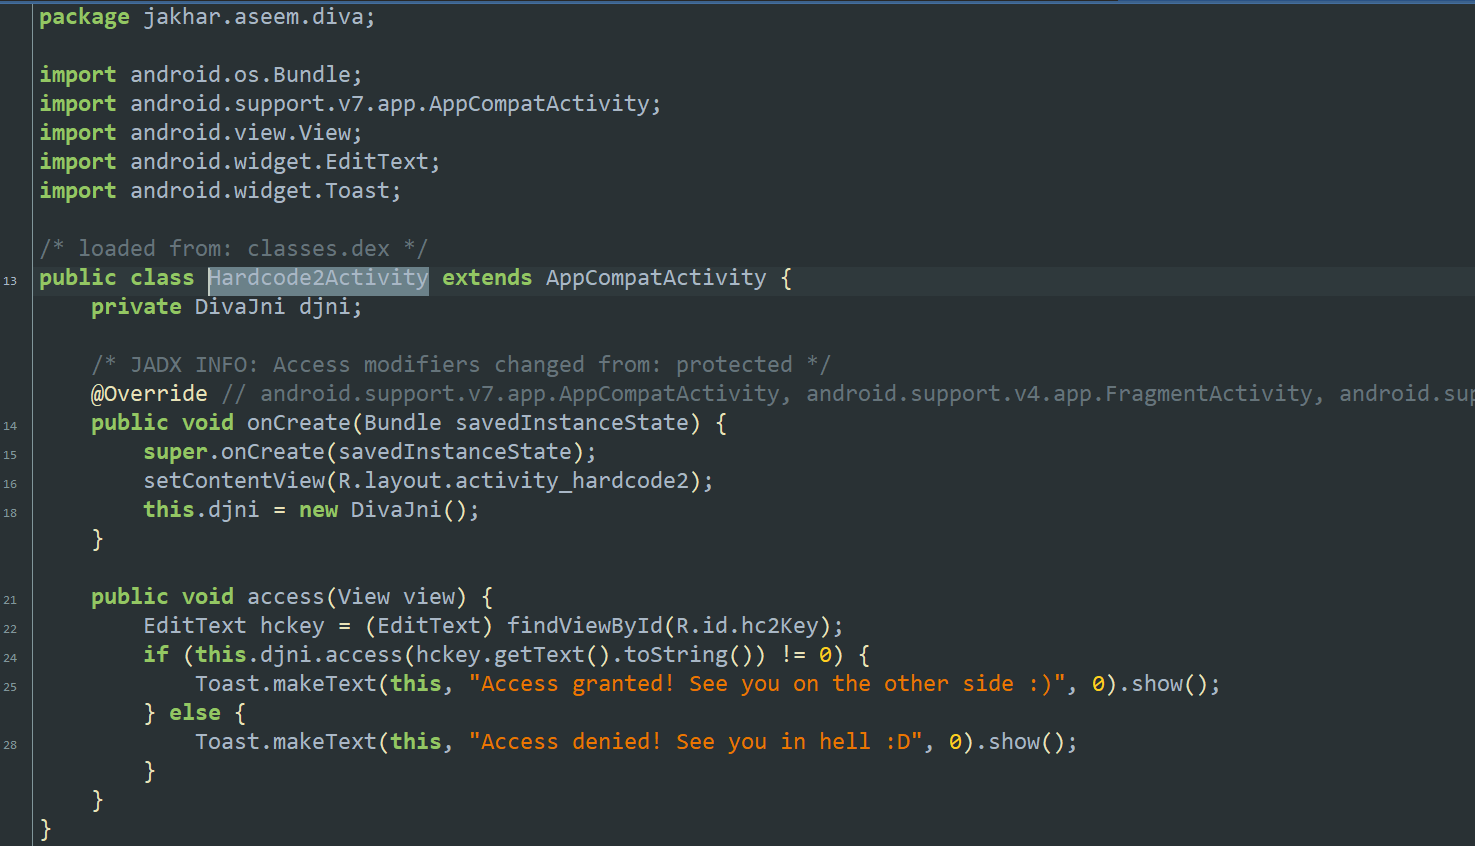 package jakhar.aseem.diva;
import android.os.Bundle;
import android.support.v7.app.AppCompatActivity;
import android.view.View;
import android.widget.EditText;
import android.widget.Toast;
/* loaded from: classes.dex */
13 public class Hardcode2Activity extends AppCompatActivity {
private DivaJni djni;
/* JADX INFO: Access modifiers changed from: protected */
@Override // android.support.v7.app.AppCompatActivity, android.support.v4.app.FragmentActivity, android.sup
14 public void onCreate(Bundle savedInstanceState) {
15 super.onCreate(savedInstanceState);
16 setContentView(R.layout.activity_hardcode2);
18 this.djni = new DivaJni();
}
21 public void access(View view) {
22 EditText hckey = (EditText) findViewById(R.id.hc2Key);
24 if (this.djni.access(hckey.getText().toString()) != 0) {
25 Toast.makeText(this, "Access granted! See you on the other side :)", 0).show();
} else {
28 Toast.makeText(this, "Access denied! See you in hell :D", 0).show();
}
}
}